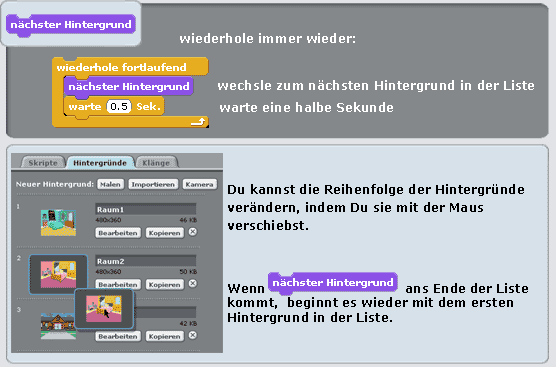 nächster Hintergrund
wiederhole immer wieder:
wiederhole fortlaufend
nächster Hintergrund
wechsle zum nächsten Hintergrund in der Liste
warte 0.5 Sek.
warte eine halbe Sekunde
Skripte Hintergründe Klänge
Neuer Hintergrund: Malen Importieren Kamera
1
Raum1
480x360 46 KB
Bearbeiten Kopieren
2
Raum2
480x360 50 KB
Bearbeiten Kopieren
3
42 KB
Bearbeiten Kopieren
Du kannst die Reihenfolge der Hintergründe
verändern, indem Du sie mit der Maus
verschiebst.
Wenn nächster Hintergrund ans Ende der Liste
kommt, beginnt es wieder mit dem ersten
Hintergrund in der Liste.